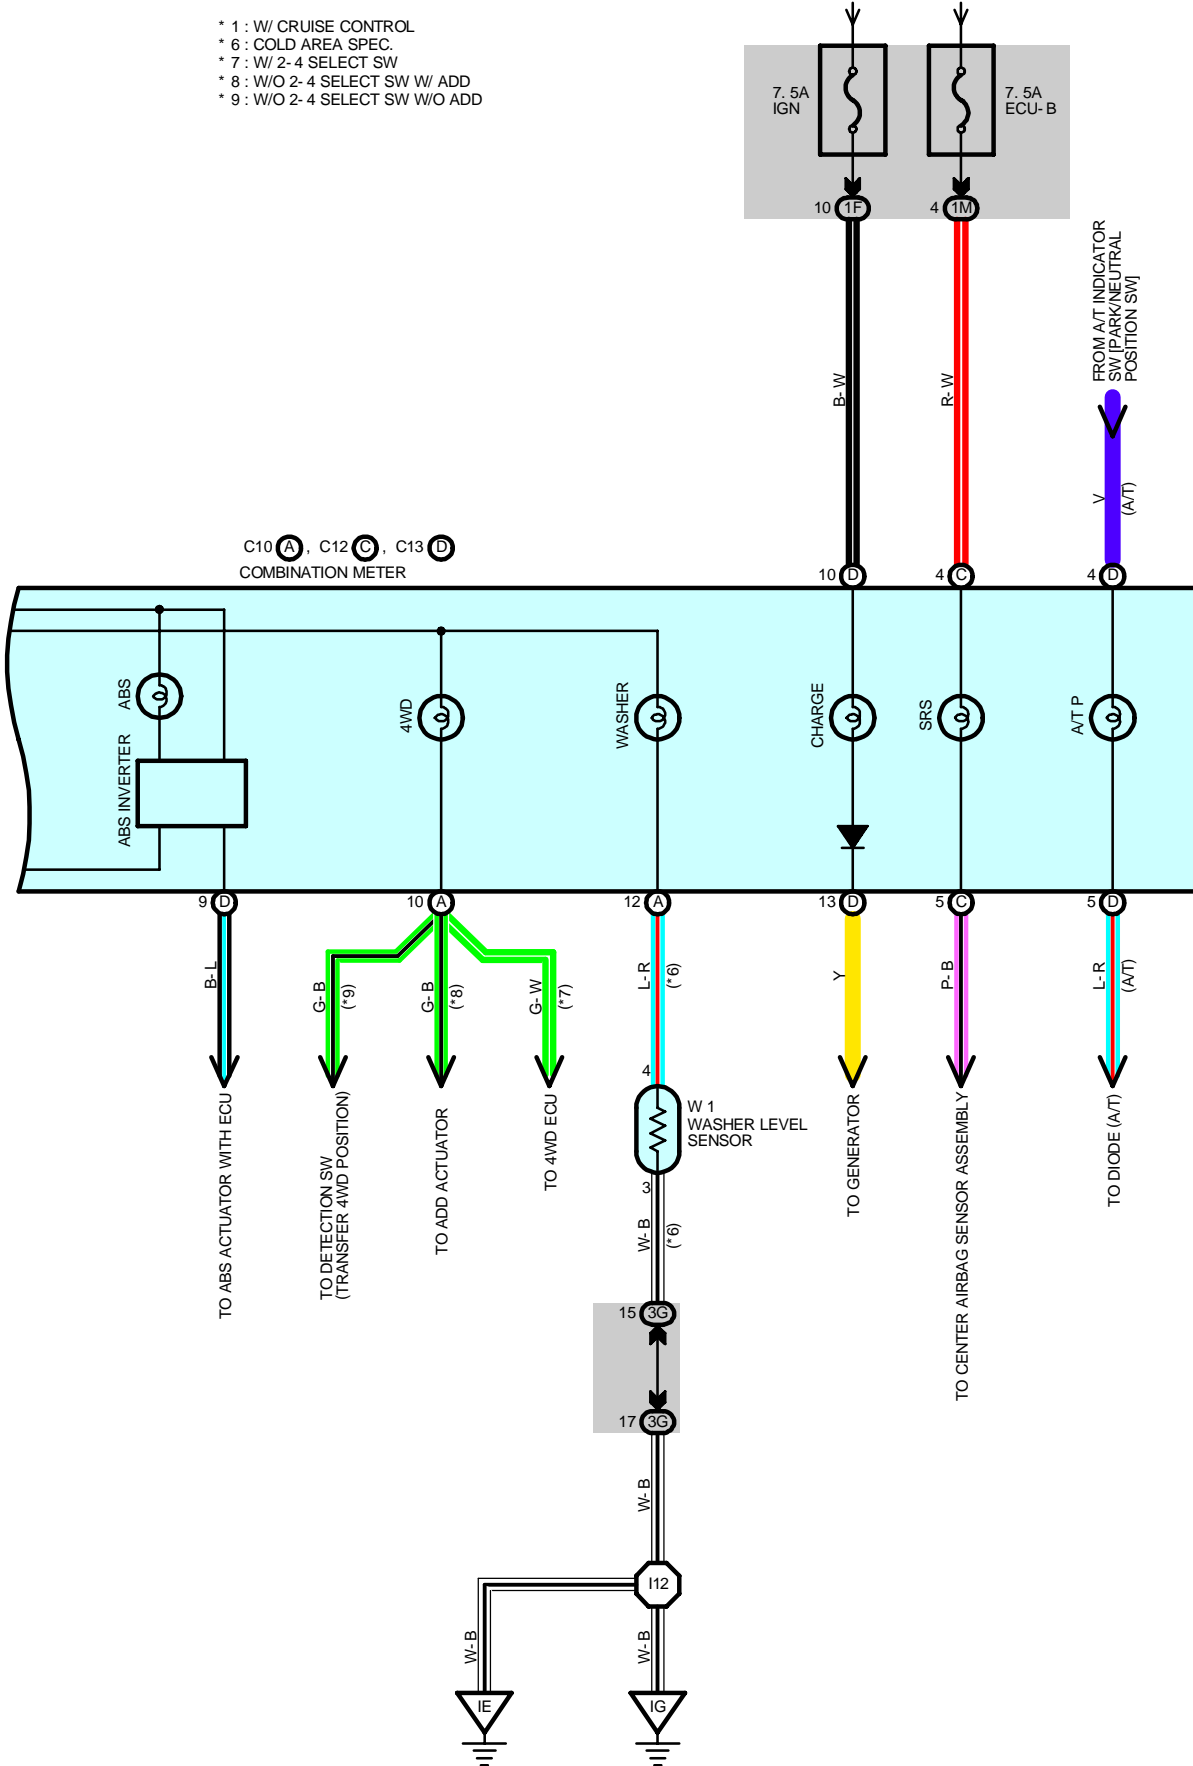 * 1 : W/ CRUISE CONTROL
* 6 : COLD AREA SPEC.
* 7 : W/ 2- 4 SELECT SW
* 8 : W/O 2- 4 SELECT SW W/ ADD
* 9 : W/O 2- 4 SELECT SW W/O ADD
7. 5A
IGN
7. 5A
ECU- B
10 1F
4 1M
FROM A/T INDICATOR
SW [PARK/NEUTRAL
POSITION SW]
B- W
R- W
V
(A/T)
C10 A , C12 C , C13 D
COMBINATION METER
10 D
4 C
4 D
ABS
ABS INVERTER
4WD
WASHER
CHARGE
SRS
A/T P
9 D
10 A
12 A
13 D
5 C
5 D
B- L
G- B
(*9)
G- B
(*8)
G- W
(*7)
L- R
(*6)
Y
P- B
L- R
(A/T)
TO ABS ACTUATOR WITH ECU
TO DETECTION SW
(TRANSFER 4WD POSITION)
TO ADD ACTUATOR
TO 4WD ECU
4
W 1
WASHER LEVEL
SENSOR
3
TO GENERATOR
TO CENTER AIRBAG SENSOR ASSEMBLY
TO DIODE (A/T)
W- B
(*6)
15 3G
17 3G
W- B
I12
W- B
W- B
IE
IG